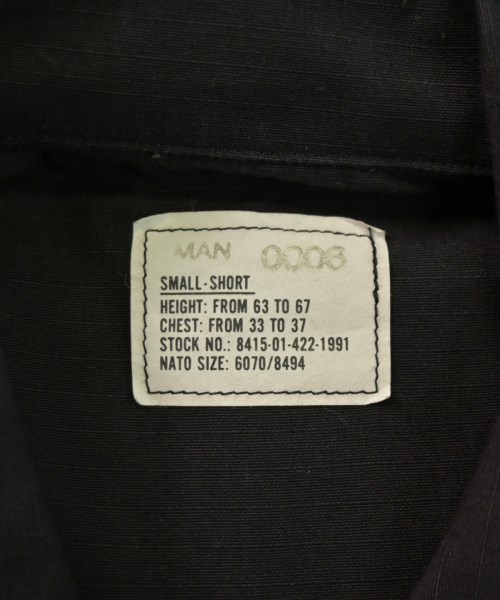 MAN 0006
SMALL-SHORT
HEIGHT: FROM 63 TO 67
CHEST: FROM 33 TO 37
STOCK NO.: 8415-01-422-1991
NATO SIZE: 6070/8494